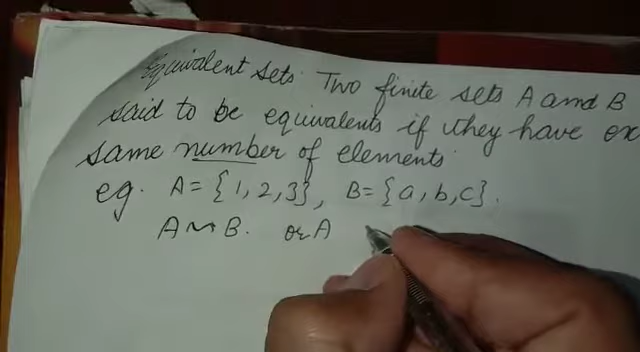 Equivalent sets: Two finite sets A and B
said to be equivalents if they have ex
same number of elements
eg. A = {1, 2, 3}, B = {a, b, c}.
A ~ B. or A